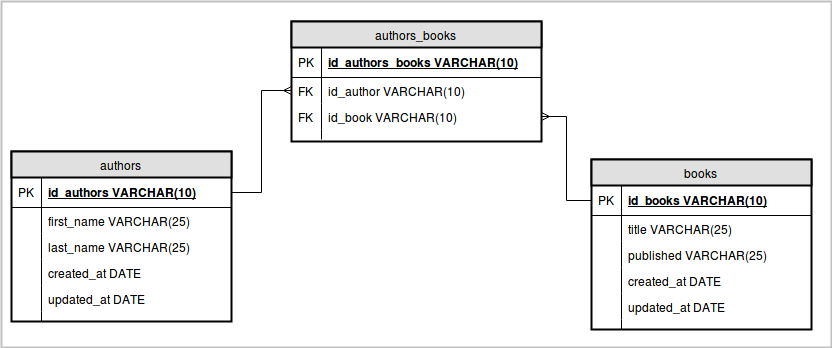 authors_books
PK id_authors_books VARCHAR(10)
FK id_author VARCHAR(10)
FK id_book VARCHAR(10)
authors
PK id_authors VARCHAR(10)
first_name VARCHAR(25)
last_name VARCHAR(25)
created_at DATE
updated_at DATE
books
PK id_books VARCHAR(10)
title VARCHAR(25)
published VARCHAR(25)
created_at DATE
updated_at DATE